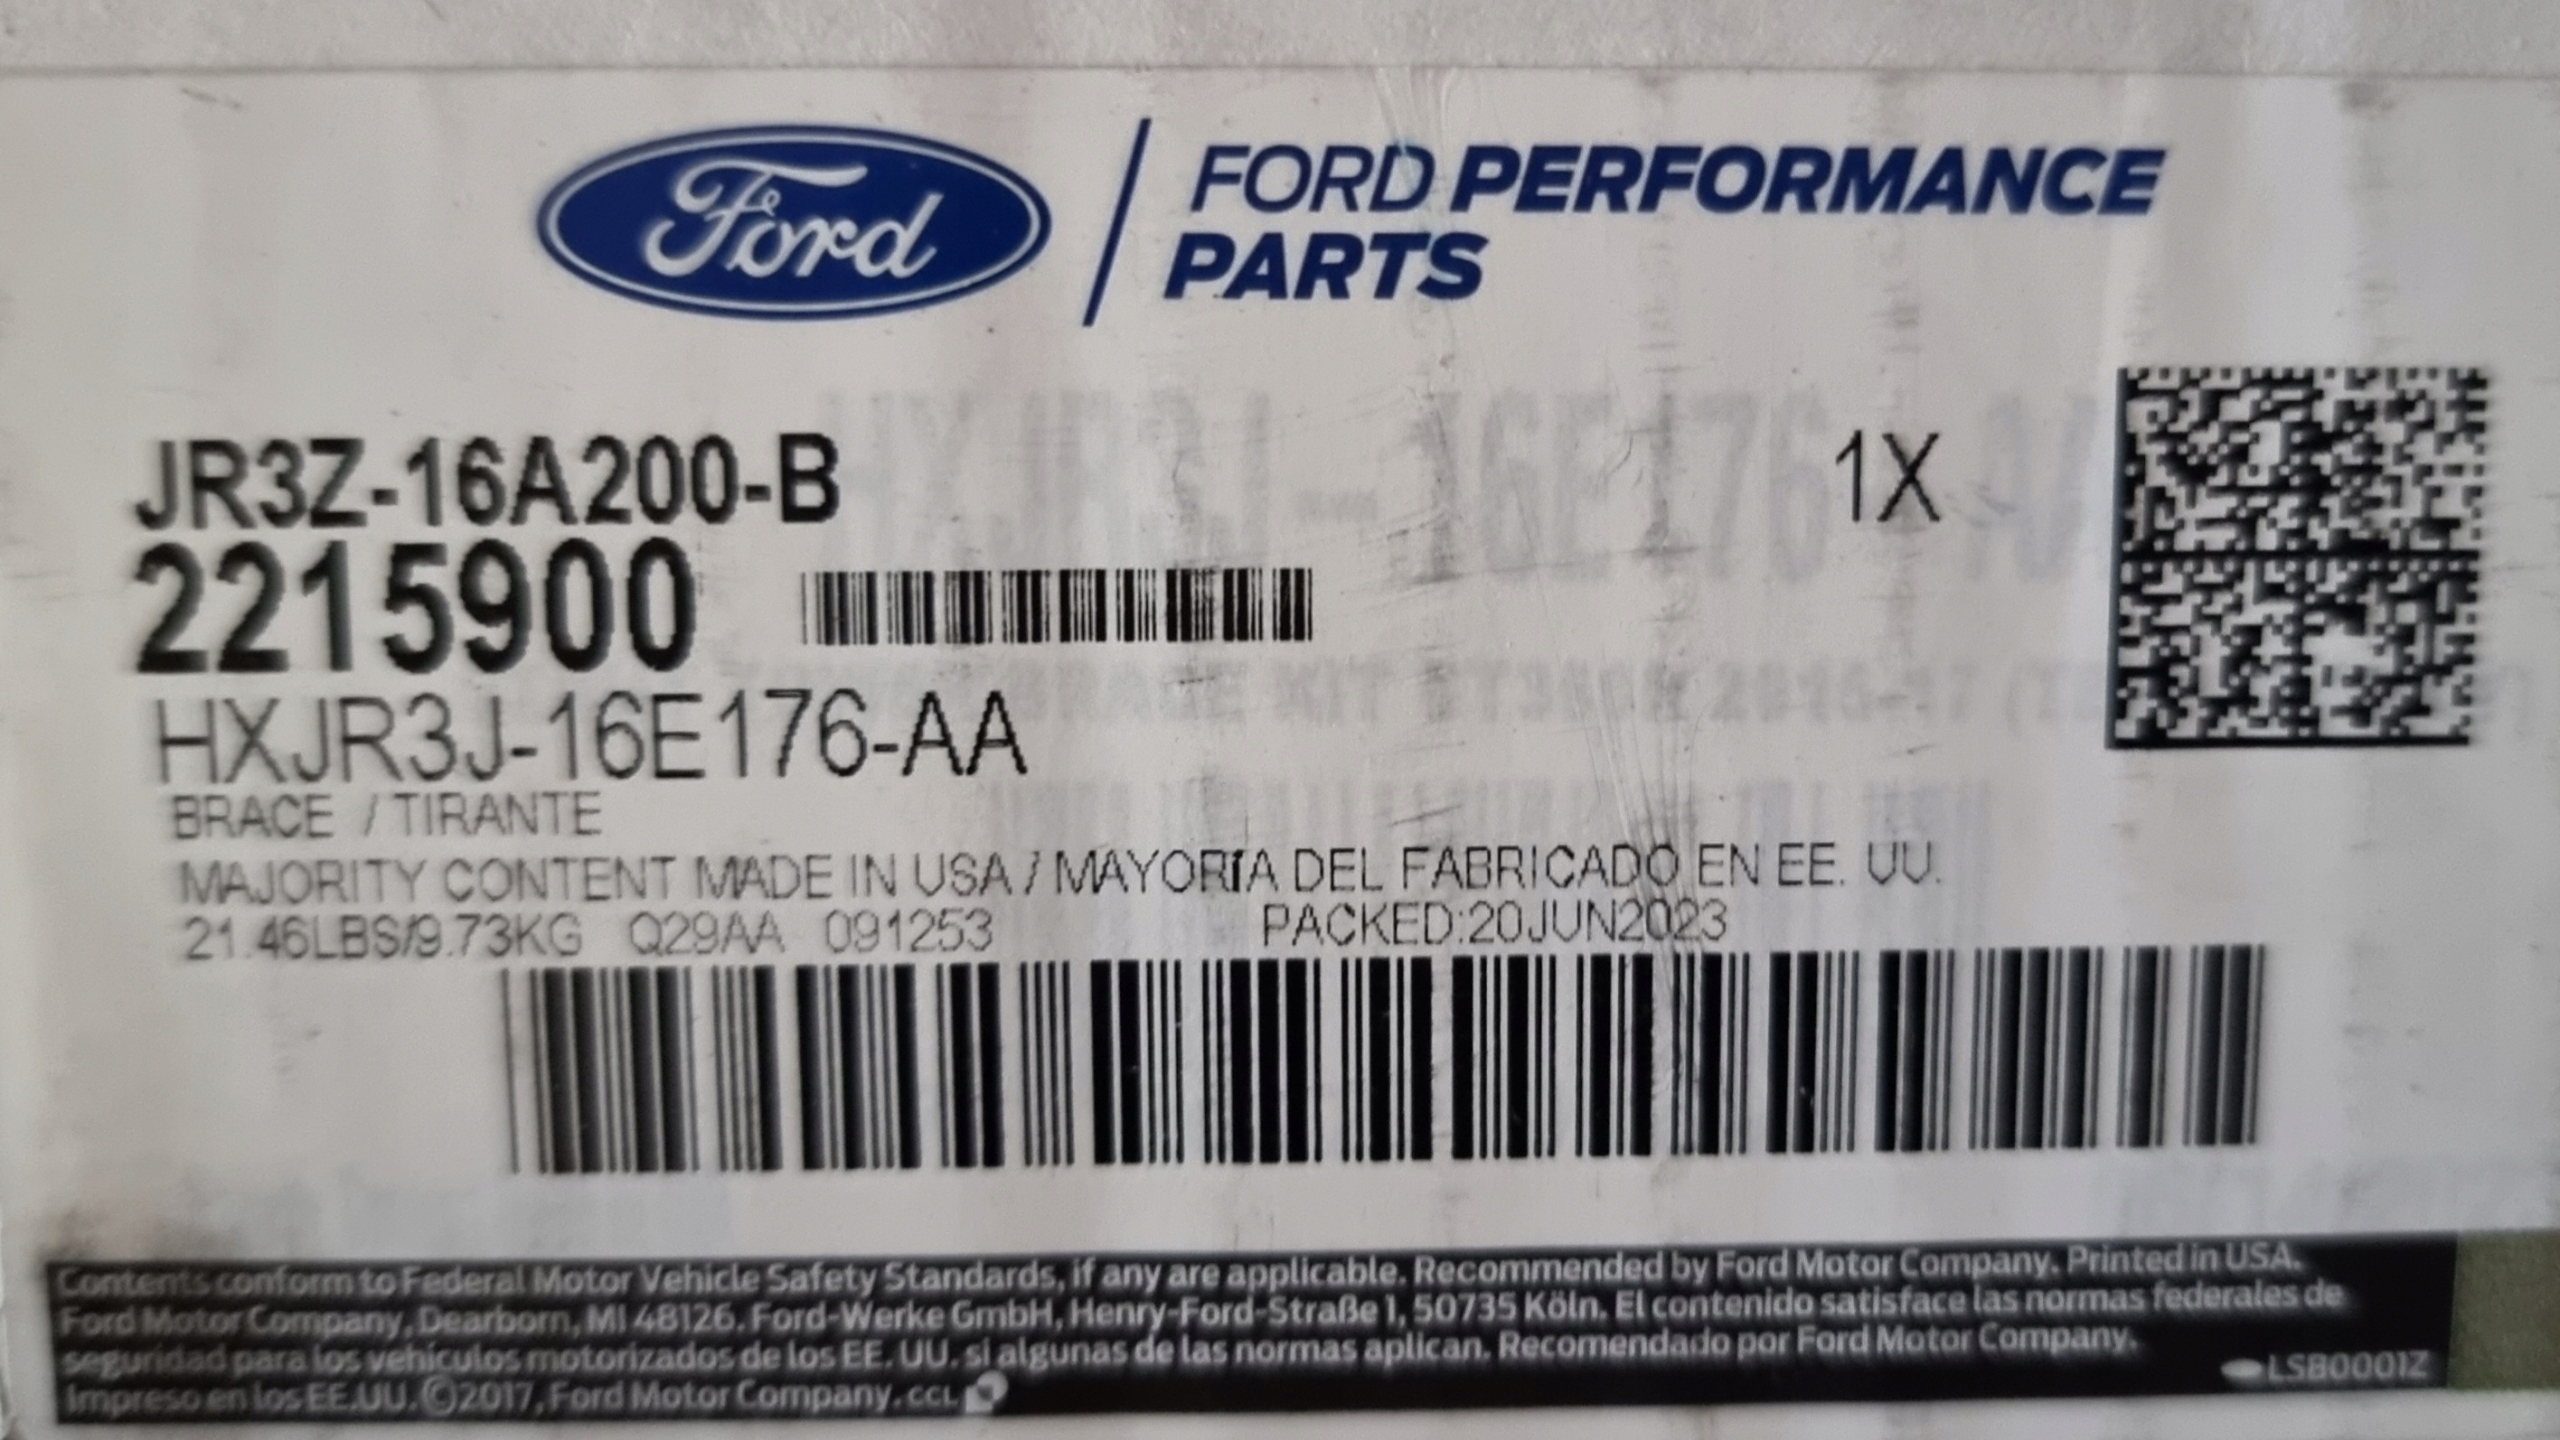 Ford
FORD PERFORMANCE
PARTS
JR3Z-16A200-B
1X
2215900
HXJR3J-16E176-AA
BRACE / TIRANTE
MAJORITY CONTENT MADE IN USA / MAYORIA DEL FABRICADO EN EE. UU.
21.46LBS/9.73KG Q29AA 091253 PACKED:20JUN2023
Contents conform to Federal Motor Vehicle Safety Standards, if any are applicable. Recommended by Ford Motor Company. Printed in USA.
Ford Motor Company, Dearborn, MI 48126. Ford-Werke GmbH, Henry-Ford-Straße 1, 50735 Köln. El contenido satisface las normas federales de
seguridad para los vehículos motorizados de los EE. UU. si algunas de las normas aplican. Recomendado por Ford Motor Company.
Impreso en los EE.UU. ©2017, Ford Motor Company. CCL
LSB0001Z